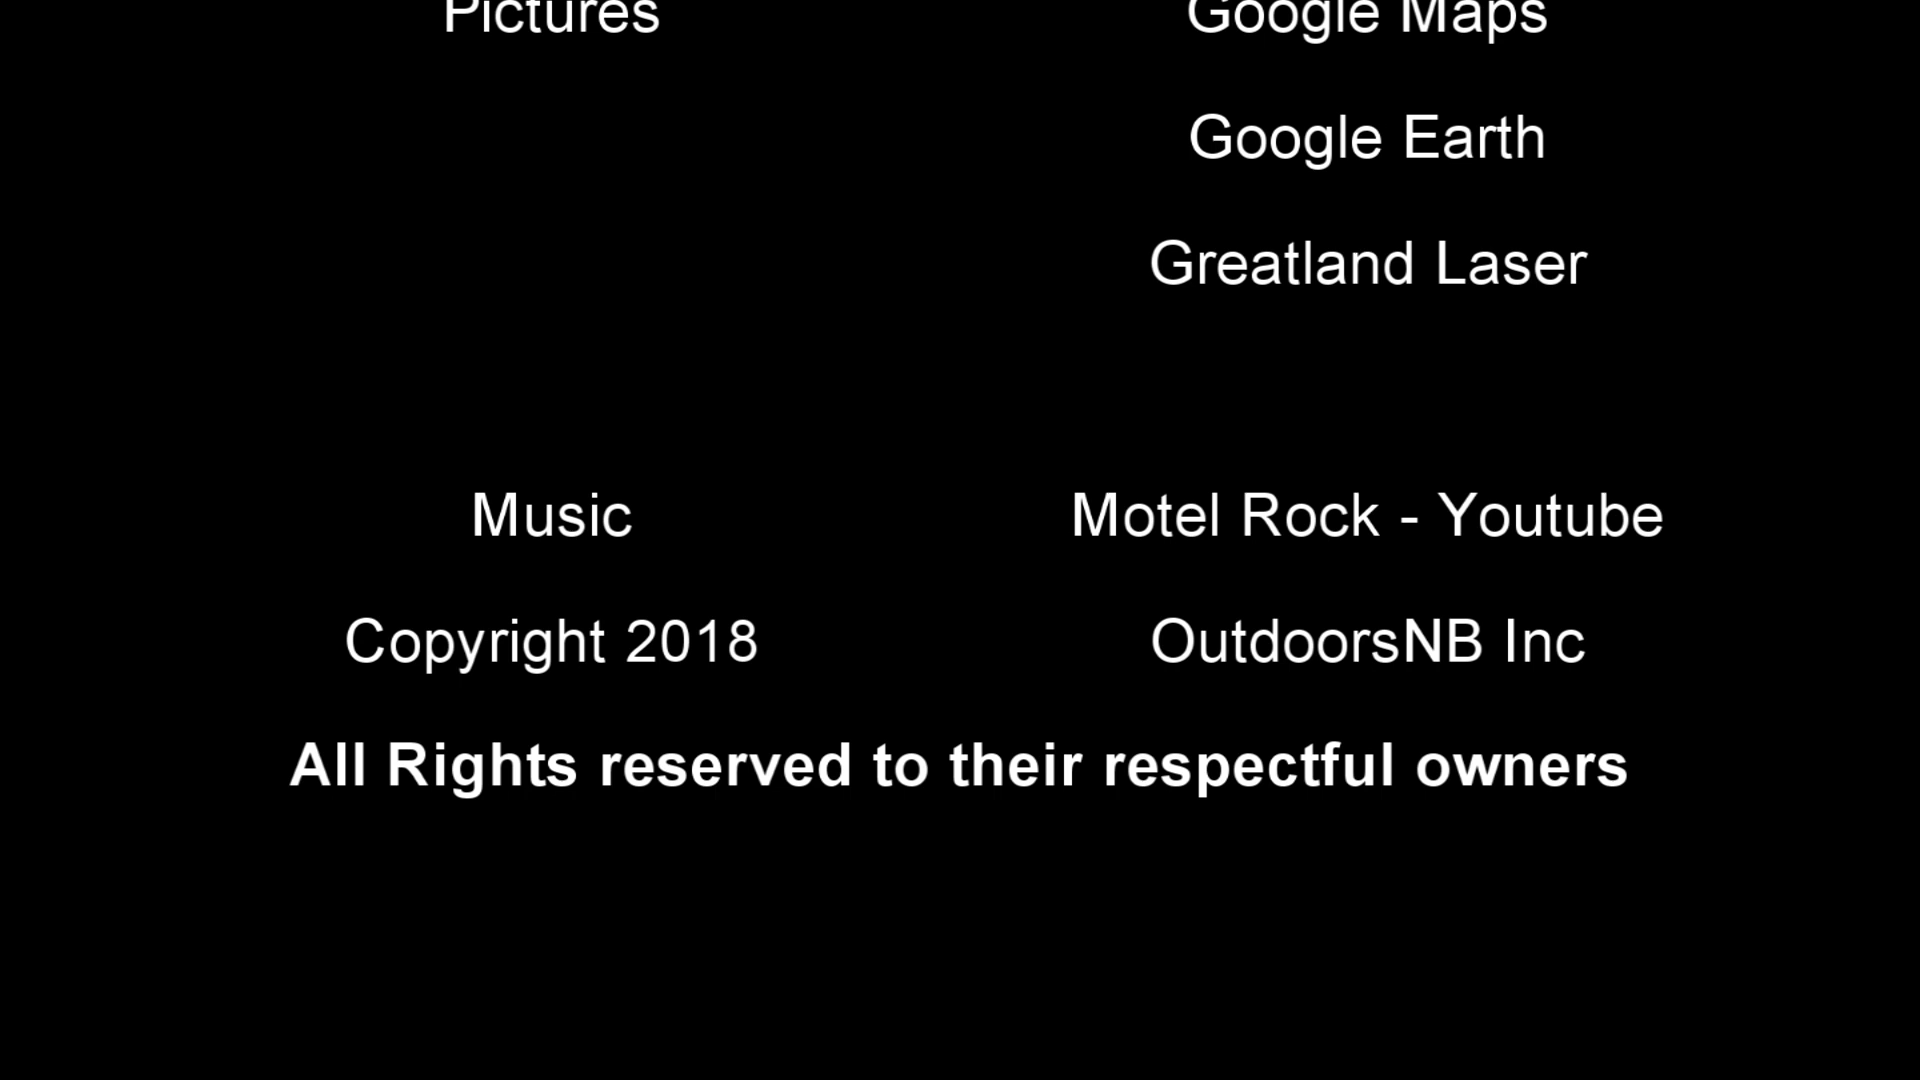 Pictures Google Maps
Google Earth
Greatland Laser
Music Motel Rock - Youtube
Copyright 2018 OutdoorsNB Inc
All Rights reserved to their respectful owners